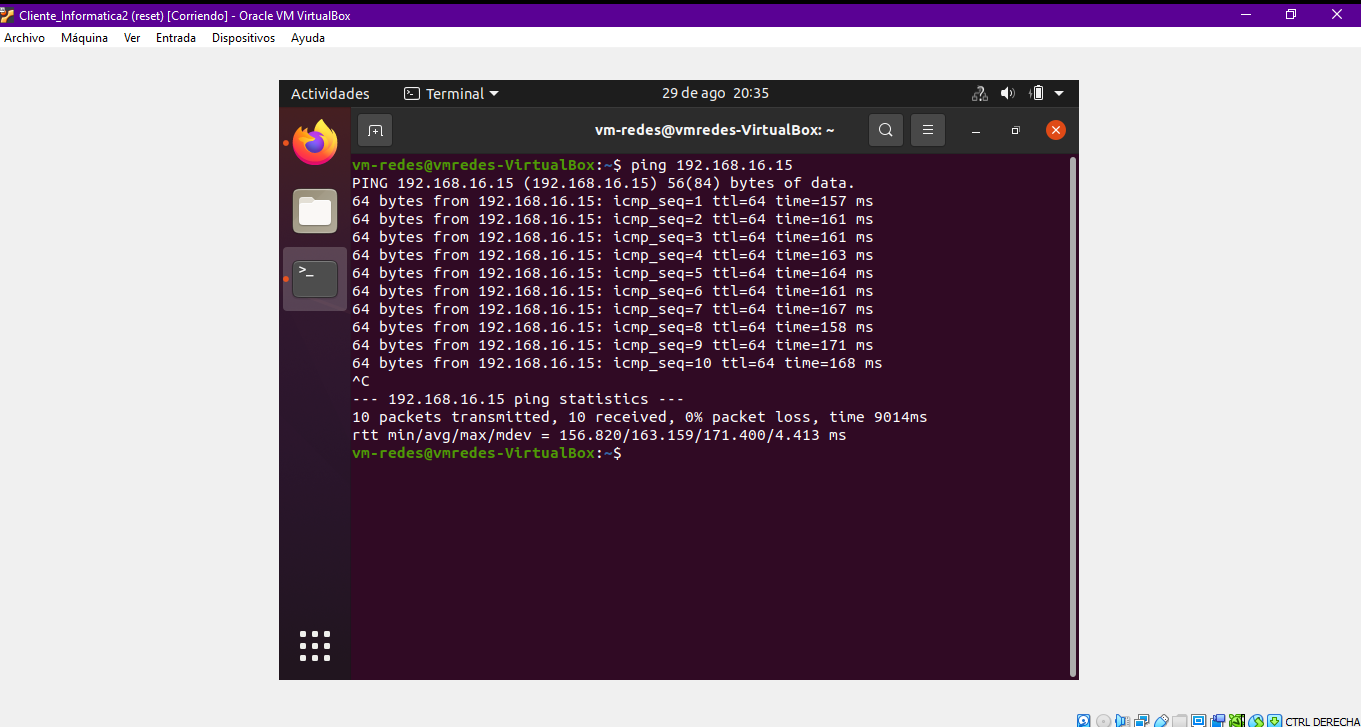 Cliente_Informatica2 (reset) [Corriendo] - Oracle VM VirtualBox
Archivo Máquina Ver Entrada Dispositivos Ayuda
Actividades Terminal 29 de ago 20:35
vm-redes@vmredes-VirtualBox: ~
vm-redes@vmredes-VirtualBox:~$ ping 192.168.16.15
PING 192.168.16.15 (192.168.16.15) 56(84) bytes of data.
64 bytes from 192.168.16.15: icmp_seq=1 ttl=64 time=157 ms
64 bytes from 192.168.16.15: icmp_seq=2 ttl=64 time=161 ms
64 bytes from 192.168.16.15: icmp_seq=3 ttl=64 time=161 ms
64 bytes from 192.168.16.15: icmp_seq=4 ttl=64 time=163 ms
64 bytes from 192.168.16.15: icmp_seq=5 ttl=64 time=164 ms
64 bytes from 192.168.16.15: icmp_seq=6 ttl=64 time=161 ms
64 bytes from 192.168.16.15: icmp_seq=7 ttl=64 time=167 ms
64 bytes from 192.168.16.15: icmp_seq=8 ttl=64 time=158 ms
64 bytes from 192.168.16.15: icmp_seq=9 ttl=64 time=171 ms
64 bytes from 192.168.16.15: icmp_seq=10 ttl=64 time=168 ms
^C
--- 192.168.16.15 ping statistics ---
10 packets transmitted, 10 received, 0% packet loss, time 9014ms
rtt min/avg/max/mdev = 156.820/163.159/171.400/4.413 ms
vm-redes@vmredes-VirtualBox:~$
CTRL DERECHA